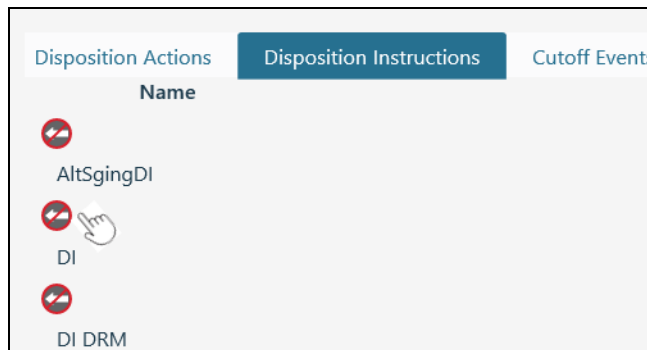 Disposition Actions Disposition Instructions Cutoff Events
Name
AltSgingDI
DI
DI DRM